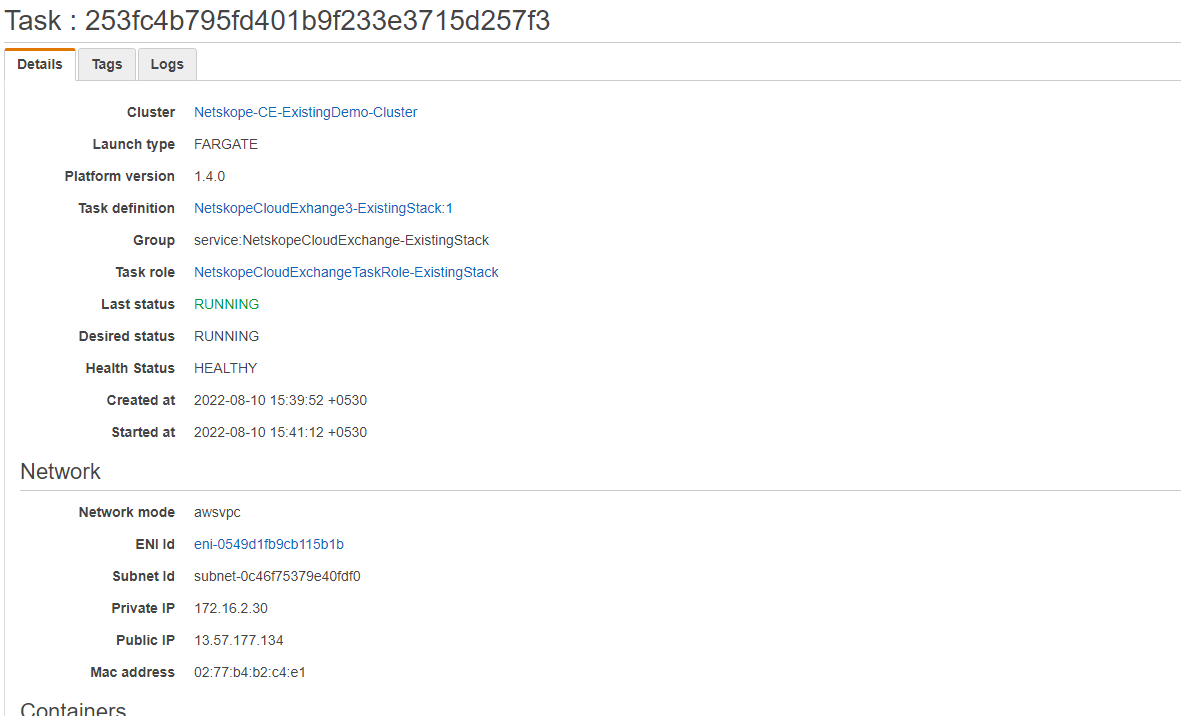 Task : 253fc4b795fd401b9f233e3715d257f3
Details Tags Logs
Cluster Netskope-CE-ExistingDemo-Cluster
Launch type FARGATE
Platform version 1.4.0
Task definition NetskopeCloudExhange3-ExistingStack:1
Group service:NetskopeCloudExchange-ExistingStack
Task role NetskopeCloudExchangeTaskRole-ExistingStack
Last status RUNNING
Desired status RUNNING
Health Status HEALTHY
Created at 2022-08-10 15:39:52 +0530
Started at 2022-08-10 15:41:12 +0530
Network
Network mode awsvpc
ENI Id eni-0549d1fb9cb115b1b
Subnet Id subnet-0c46f75379e40fdf0
Private IP 172.16.2.30
Public IP 13.57.177.134
Mac address 02:77:b4:b2:c4:e1
Containers